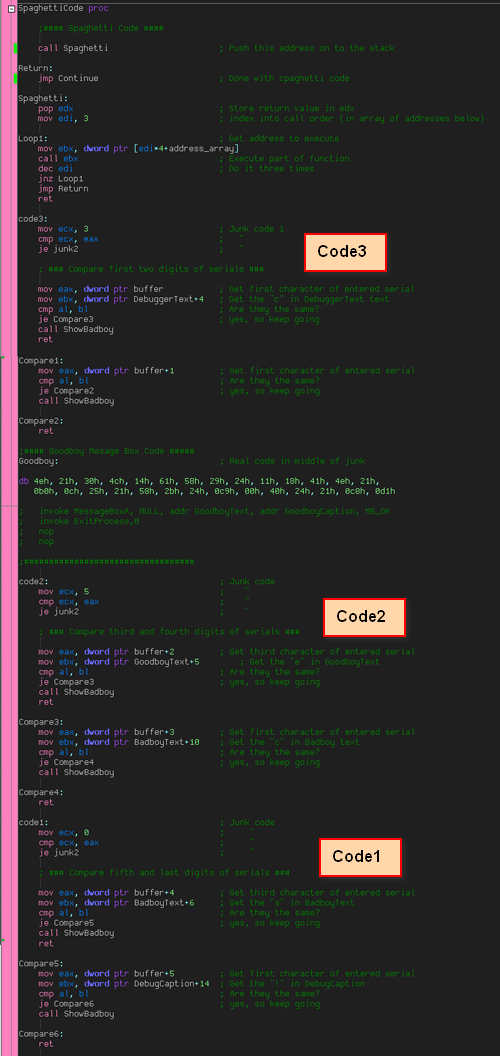 SpaghettiCode proc
;#### Spaghetti Code ####
call Spaghetti ; Push this address on to the stack
Return:
jmp Continue ; Done with cpaghetti code
Spaghetti:
pop edx ; Store return value in edx
mov edi, 3 ; index into call order (in array of addresses below)
Loop1: ; Get address to execute
mov ebx, dword ptr [edi*4+address_array]
call ebx ; Execute part of function
dec edi ; Do it three times
jnz Loop1
jmp Return
ret
code3:
mov ecx, 3 ; Junk code 1
cmp ecx, eax ; "
je junk2 ; "
Code3
; ### Compare first two digits of serials ###
mov eax, dword ptr buffer ; Get first character of entered serial
mov ebx, dword ptr DebuggerText+4 ; Get the "c" in DebuggerText text
cmp al, bl ; Are they the same?
je Compare3 ; yes, so keep going
call ShowBadboy
ret
Compare1:
mov eax, dword ptr buffer+1 ; Get first character of entered serial
cmp al, bl ; Are they the same?
je Compare2 ; yes, so keep going
call ShowBadboy
Compare2:
ret
;#### Goodboy Mesage Box Code #####
Goodboy: ; Real code in middle of junk
db 4eh, 21h, 30h, 4ch, 14h, 61h, 58h, 29h, 24h, 11h, 18h, 41h, 4eh, 21h,
0b0h, 0ch, 25h, 21h, 58h, 2bh, 24h, 0c9h, 00h, 40h, 24h, 21h, 0c8h, 0d1h
; invoke MessageBoxA, NULL, addr GoodboyText, addr GoodboyCaption, MB_OK
; invoke ExitProcess,0
; nop
; nop
;###################################
code2: ; Junk code
mov ecx, 5 ; "
cmp ecx, eax ; "
je junk2 ; "
Code2
; ### Compare third and fourth digits of serials ###
mov eax, dword ptr buffer+2 ; Get third character of entered serial
mov ebx, dword ptr GoodboyText+5 ; Get the "e" in GoodboyText
cmp al, bl ; Are they the same?
je Compare3 ; yes, so keep going
call ShowBadboy
ret
Compare3:
mov eax, dword ptr buffer+3 ; Get first character of entered serial
mov ebx, dword ptr BadboyText+10 ; Get the "c" in Badboy text
cmp al, bl ; Are they the same?
je Compare4 ; yes, so keep going
call ShowBadboy
Compare4:
ret
code1: ; Junk code
mov ecx, 0 ; "
cmp ecx, eax ; "
je junk2 ; "
Code1
; ### Compare fifth and last digits of serials ###
mov eax, dword ptr buffer+4 ; Get third character of entered serial
mov ebx, dword ptr BadboyText+6 ; Get the "s" in BadboyText
cmp al, bl ; Are they the same?
je Compare5 ; yes, so keep going
call ShowBadboy
ret
Compare5:
mov eax, dword ptr buffer+5 ; Get first character of entered serial
mov ebx, dword ptr DebugCaption+14 ; Get the "!" in DebugCaption
cmp al, bl ; Are they the same?
je Compare6 ; yes, so keep going
call ShowBadboy
Compare6:
ret